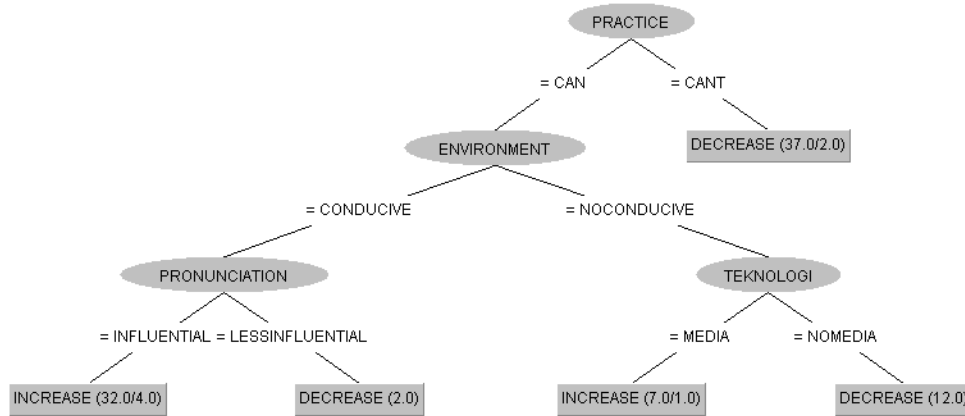 PRACTICE
= CAN
= CANT
ENVIRONMENT
DECREASE (37.0/2.0)
= CONDUCIVE
= NOCONDUCIVE
PRONUNCIATION
TEKNOLOGI
= INFLUENTIAL
= LESSINFLUENTIAL
= MEDIA
= NOMEDIA
INCREASE (32.0/4.0)
DECREASE (2.0)
INCREASE (7.0/1.0)
DECREASE (12.0)